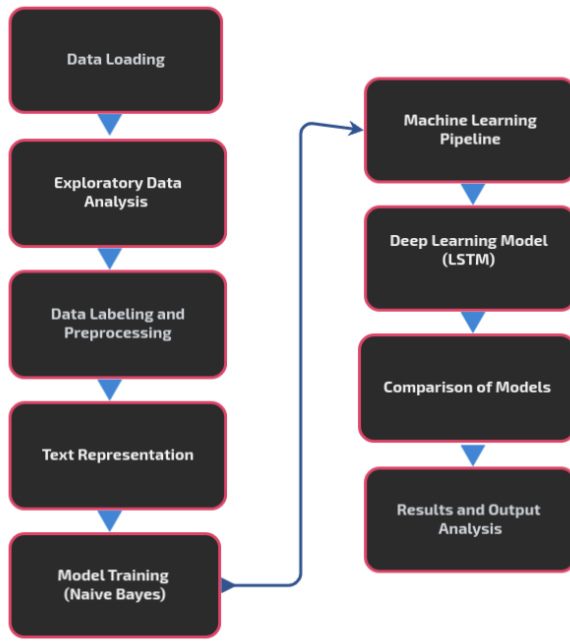 Data Loading
Exploratory Data
Analysis
Data Labeling and
Preprocessing
Text Representation
Model Training
(Naive Bayes)
Machine Learning
Pipeline
Deep Learning Model
(LSTM)
Comparison of Models
Results and Output
Analysis